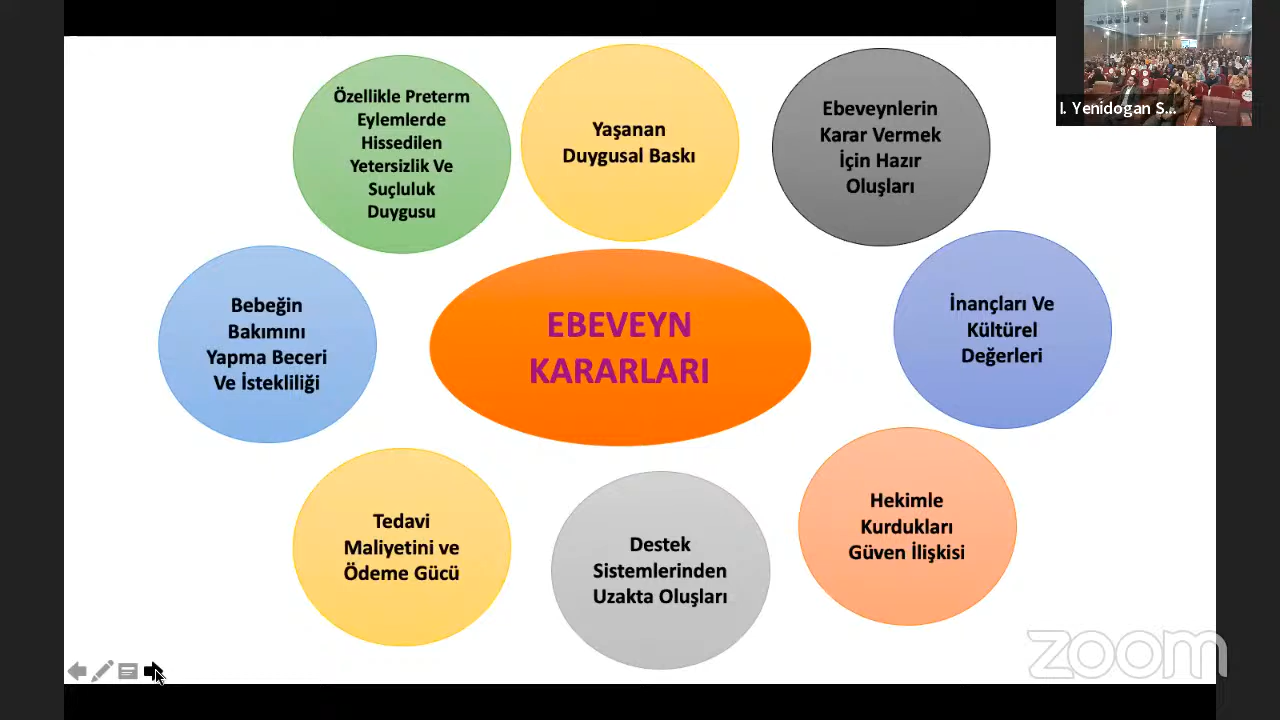 Özellikle Preterm
Eylemlerde
Hissedilen
Yetersizlik Ve
Suçluluk
Duygusu
Yaşanan
Duygusal Baskı
Ebeveynlerin
Karar Vermek
İçin Hazır
Oluşları
I. Yenidogan S...
Bebeğin
Bakımını
Yapma Beceri
Ve İstekliliği
EBEVEYN
KARARLARI
İnançları Ve
Kültürel
Değerleri
Tedavi
Maliyetini ve
Ödeme Gücü
Destek
Sistemlerinden
Uzakta Oluşları
Hekimle
Kurdukları
Güven İlişkisi
zoom